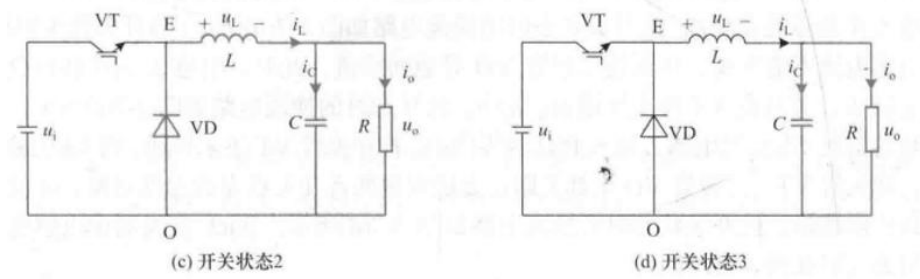 VT + uL − iL
L
iC io
ui VD C R uo
O
(c) 开关状态2
VT + uL − iL
L
iC io
ui VD C R uo
O
(d) 开关状态3